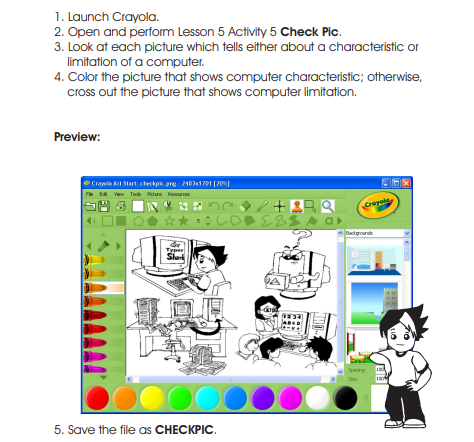 1. Launch Crayola.
2. Open and perform Lesson 5 Activity 5 Check Pic.
3. Look at each picture which tells either about a characteristic or
limitation of a computer.
4. Color the picture that shows computer characteristic; otherwise,
cross out the picture that shows computer limitation.
Preview:
Crayola Art Start: checkpic.png : 2483x1701 [20%]
File Edit View Tools Picture Resources
Crayola
Backgrounds
Spacing: 100
Size: 100%
5. Save the file as CHECKPIC.